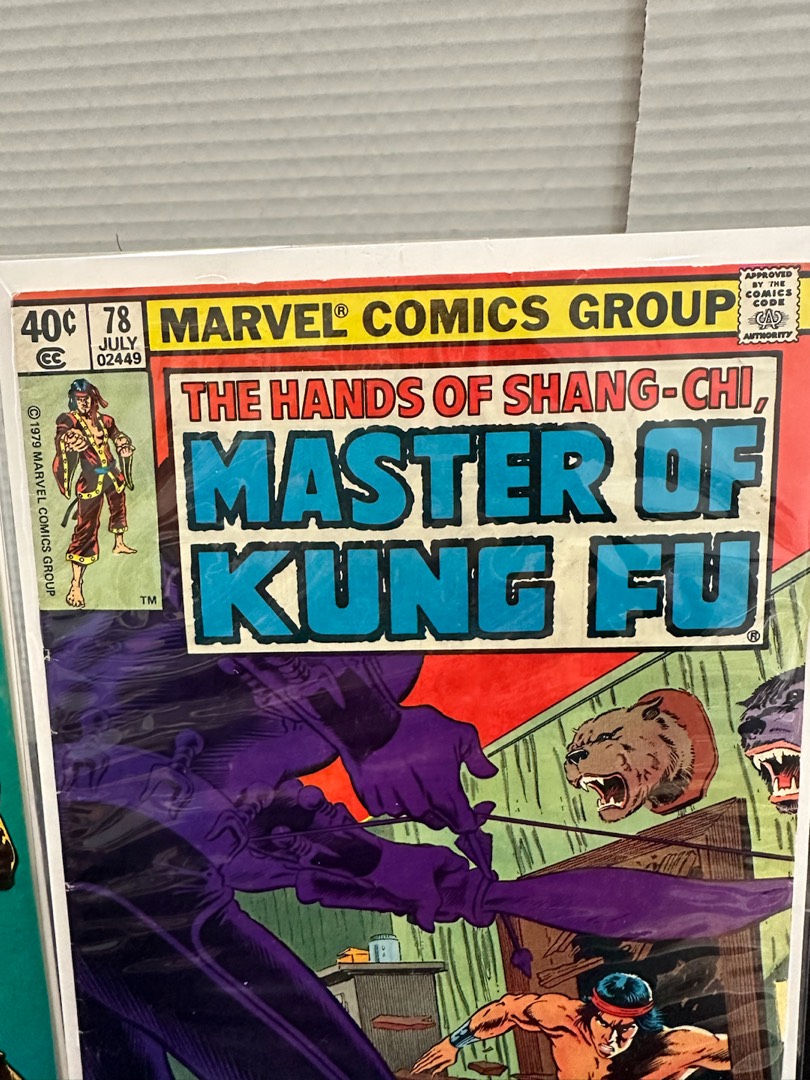 40¢
CC
78
JULY
02449
MARVEL® COMICS GROUP
APPROVED
BY THE
COMICS
CODE
CA
AUTHORITY
THE HANDS OF SHANG-CHI,
MASTER OF
KUNG FU®
© 1979 MARVEL COMICS GROUP
TM